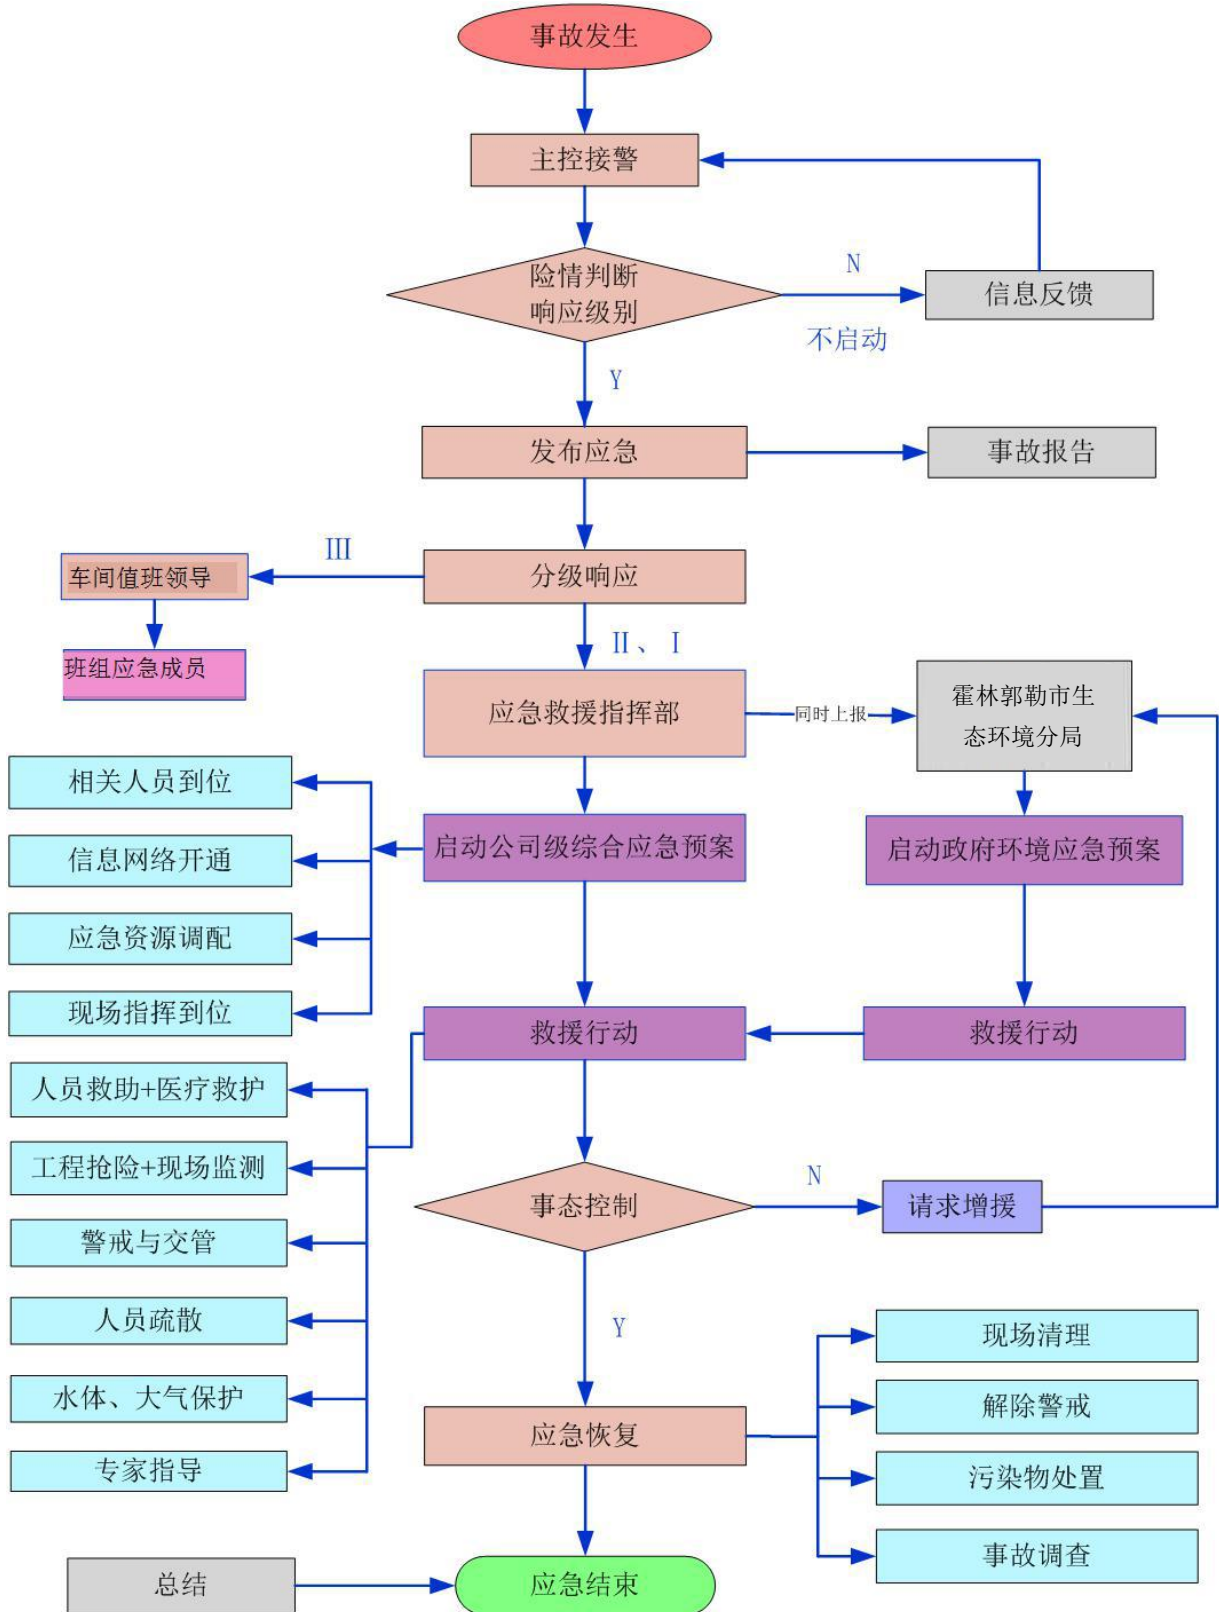 事故发生
主控接警
险情判断
响应级别
N
不启动
信息反馈
Y
发布应急
事故报告
分级响应
III
车间值班领导
班组应急成员
II、I
应急救援指挥部
同时上报
霍林郭勒市生
态环境分局
相关人员到位
信息网络开通
应急资源调配
现场指挥到位
启动公司级综合应急预案
启动政府环境应急预案
救援行动
救援行动
人员救助+医疗救护
工程抢险+现场监测
警戒与交管
人员疏散
水体、大气保护
专家指导
事态控制
N
请求增援
Y
应急恢复
现场清理
解除警戒
污染物处置
事故调查
总结
应急结束